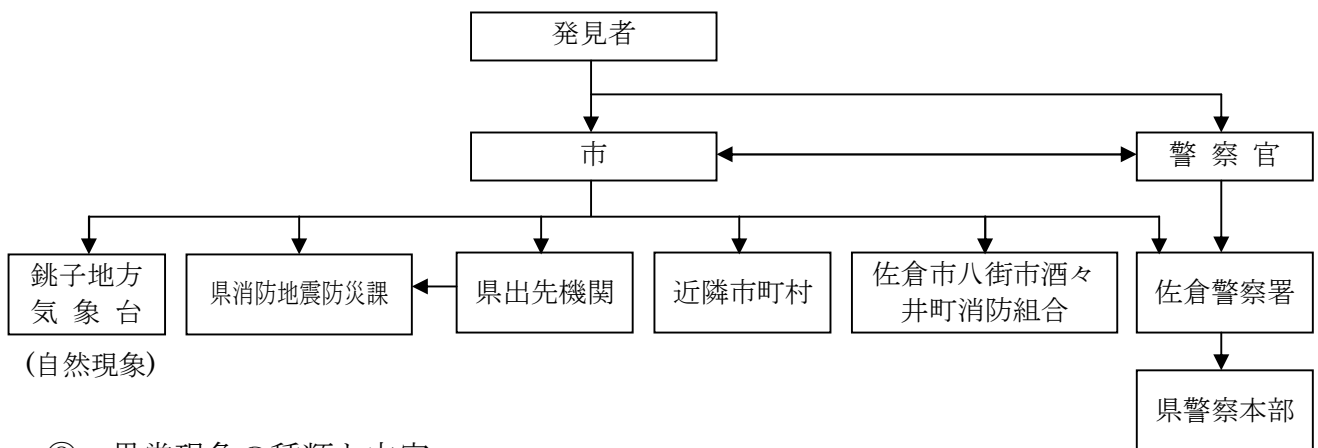 発見者
市
警 察 官
銚子地方
気 象 台
県消防地震防災課
県出先機関
近隣市町村
佐倉市八街市酒々
井町消防組合
佐倉警察署
(自然現象)
県警察本部